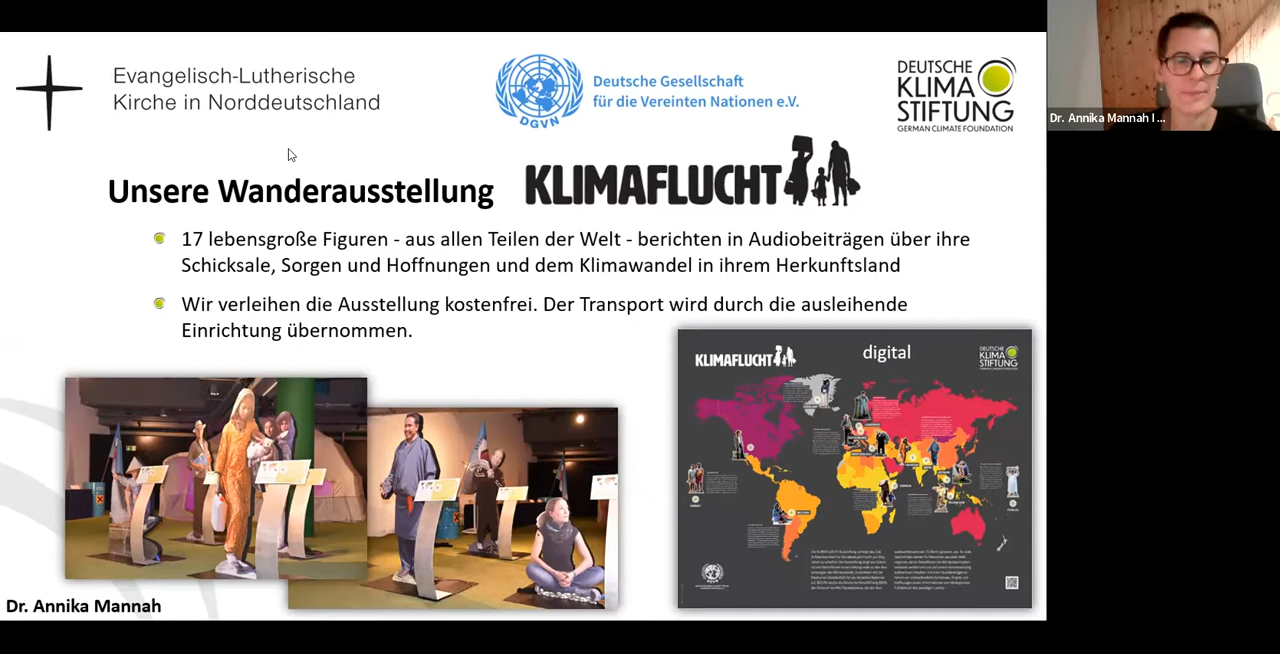 Evangelisch-Lutherische
Kirche in Norddeutschland
DGVN
Deutsche Gesellschaft
für die Vereinten Nationen e.V.
DEUTSCHE
KLIMA
STIFTUNG
GERMAN CLIMATE FOUNDATION
Dr. Annika Mannah I ...
Unsere Wanderausstellung
KLIMAFLUCHT
17 lebensgroße Figuren - aus allen Teilen der Welt - berichten in Audiobeiträgen über ihre
Schicksale, Sorgen und Hoffnungen und dem Klimawandel in ihrem Herkunftsland
Wir verleihen die Ausstellung kostenfrei. Der Transport wird durch die ausleihende
Einrichtung übernommen.
KLIMAFLUCHT
digital
DEUTSCHE
KLIMA
STIFTUNG
Dr. Annika Mannah